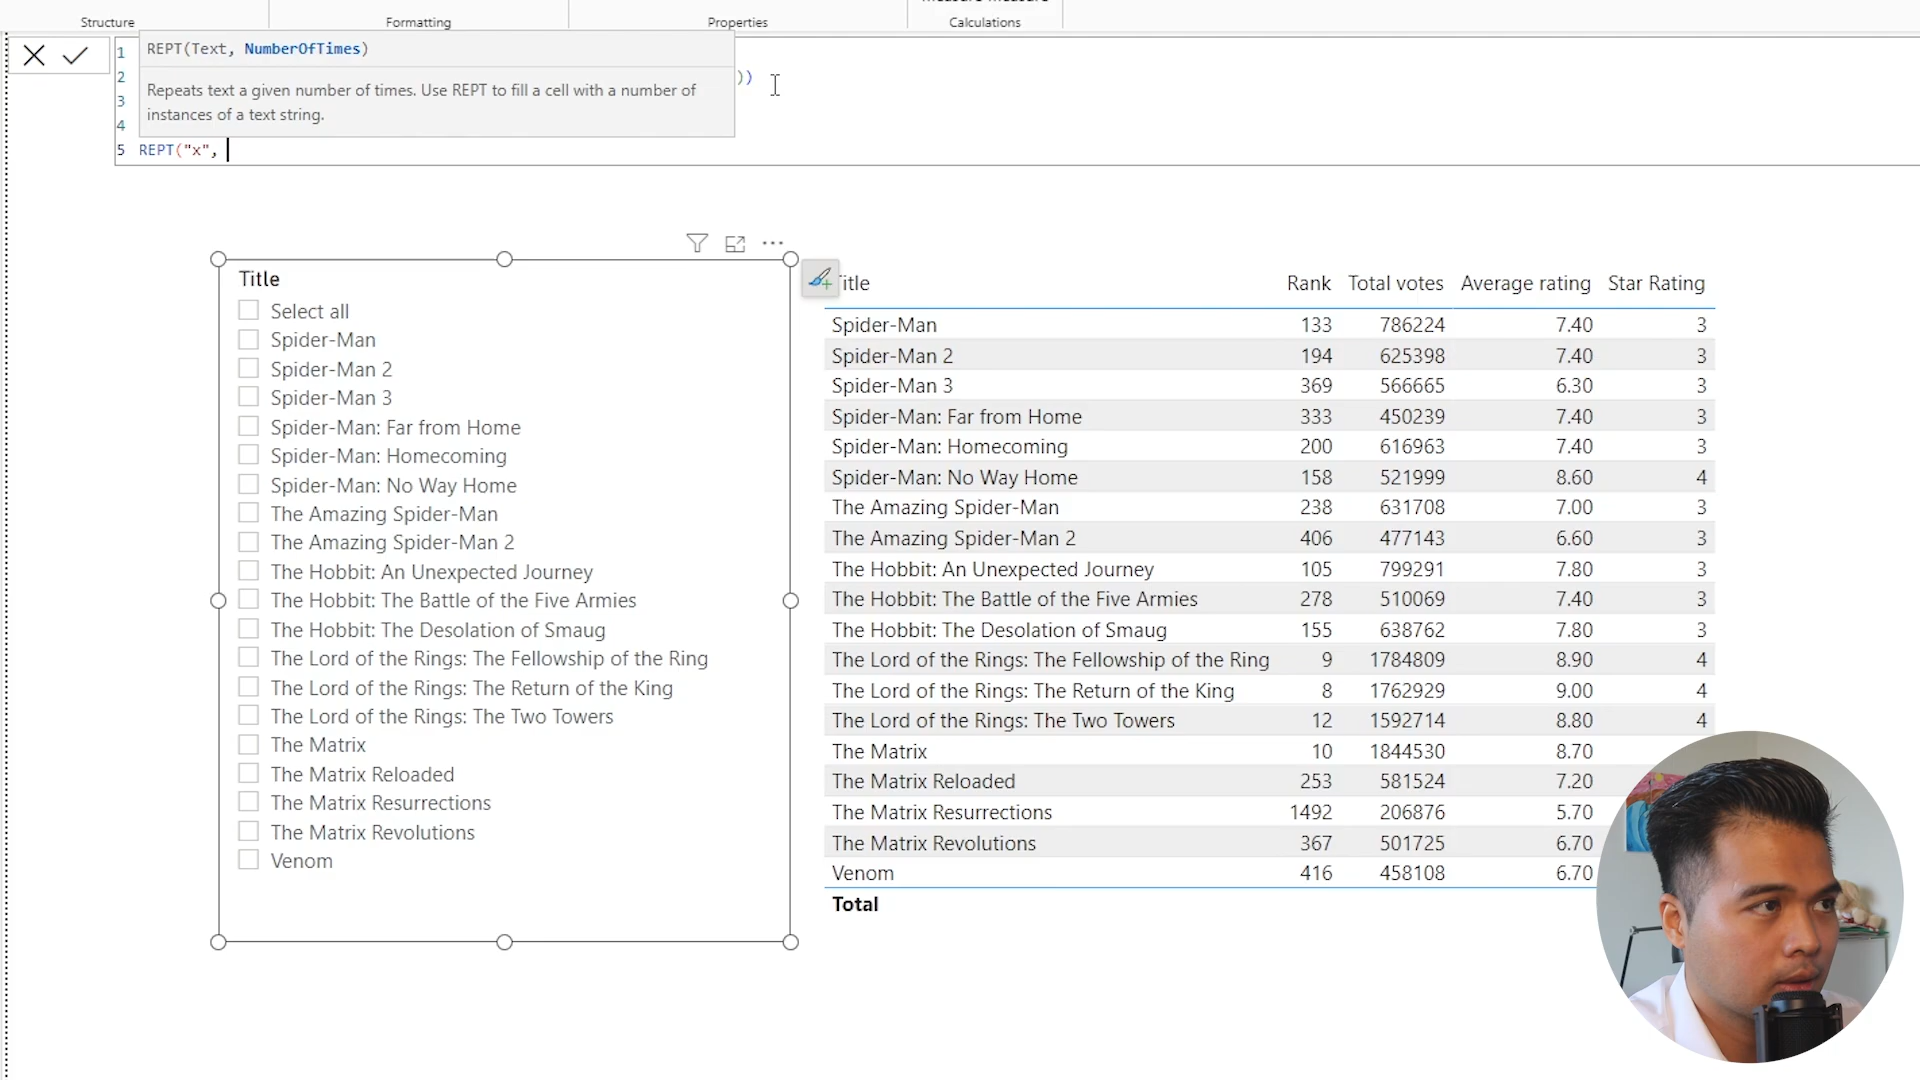 Structure
Formatting
Properties
Calculations
REPT(Text, NumberOfTimes)
Repeats text a given number of times. Use REPT to fill a cell with a number of
instances of a text string.
1
2 ))
3
4
5 REPT("x",
Title
Select all
Spider-Man
Spider-Man 2
Spider-Man 3
Spider-Man: Far from Home
Spider-Man: Homecoming
Spider-Man: No Way Home
The Amazing Spider-Man
The Amazing Spider-Man 2
The Hobbit: An Unexpected Journey
The Hobbit: The Battle of the Five Armies
The Hobbit: The Desolation of Smaug
The Lord of the Rings: The Fellowship of the Ring
The Lord of the Rings: The Return of the King
The Lord of the Rings: The Two Towers
The Matrix
The Matrix Reloaded
The Matrix Resurrections
The Matrix Revolutions
Venom
itle Rank Total votes Average rating Star Rating
Spider-Man 133 786224 7.40 3
Spider-Man 2 194 625398 7.40 3
Spider-Man 3 369 566665 6.30 3
Spider-Man: Far from Home 333 450239 7.40 3
Spider-Man: Homecoming 200 616963 7.40 3
Spider-Man: No Way Home 158 521999 8.60 4
The Amazing Spider-Man 238 631708 7.00 3
The Amazing Spider-Man 2 406 477143 6.60 3
The Hobbit: An Unexpected Journey 105 799291 7.80 3
The Hobbit: The Battle of the Five Armies 278 510069 7.40 3
The Hobbit: The Desolation of Smaug 155 638762 7.80 3
The Lord of the Rings: The Fellowship of the Ring 9 1784809 8.90 4
The Lord of the Rings: The Return of the King 8 1762929 9.00 4
The Lord of the Rings: The Two Towers 12 1592714 8.80 4
The Matrix 10 1844530 8.70
The Matrix Reloaded 253 581524 7.20
The Matrix Resurrections 1492 206876 5.70
The Matrix Revolutions 367 501725 6.70
Venom 416 458108 6.70
Total